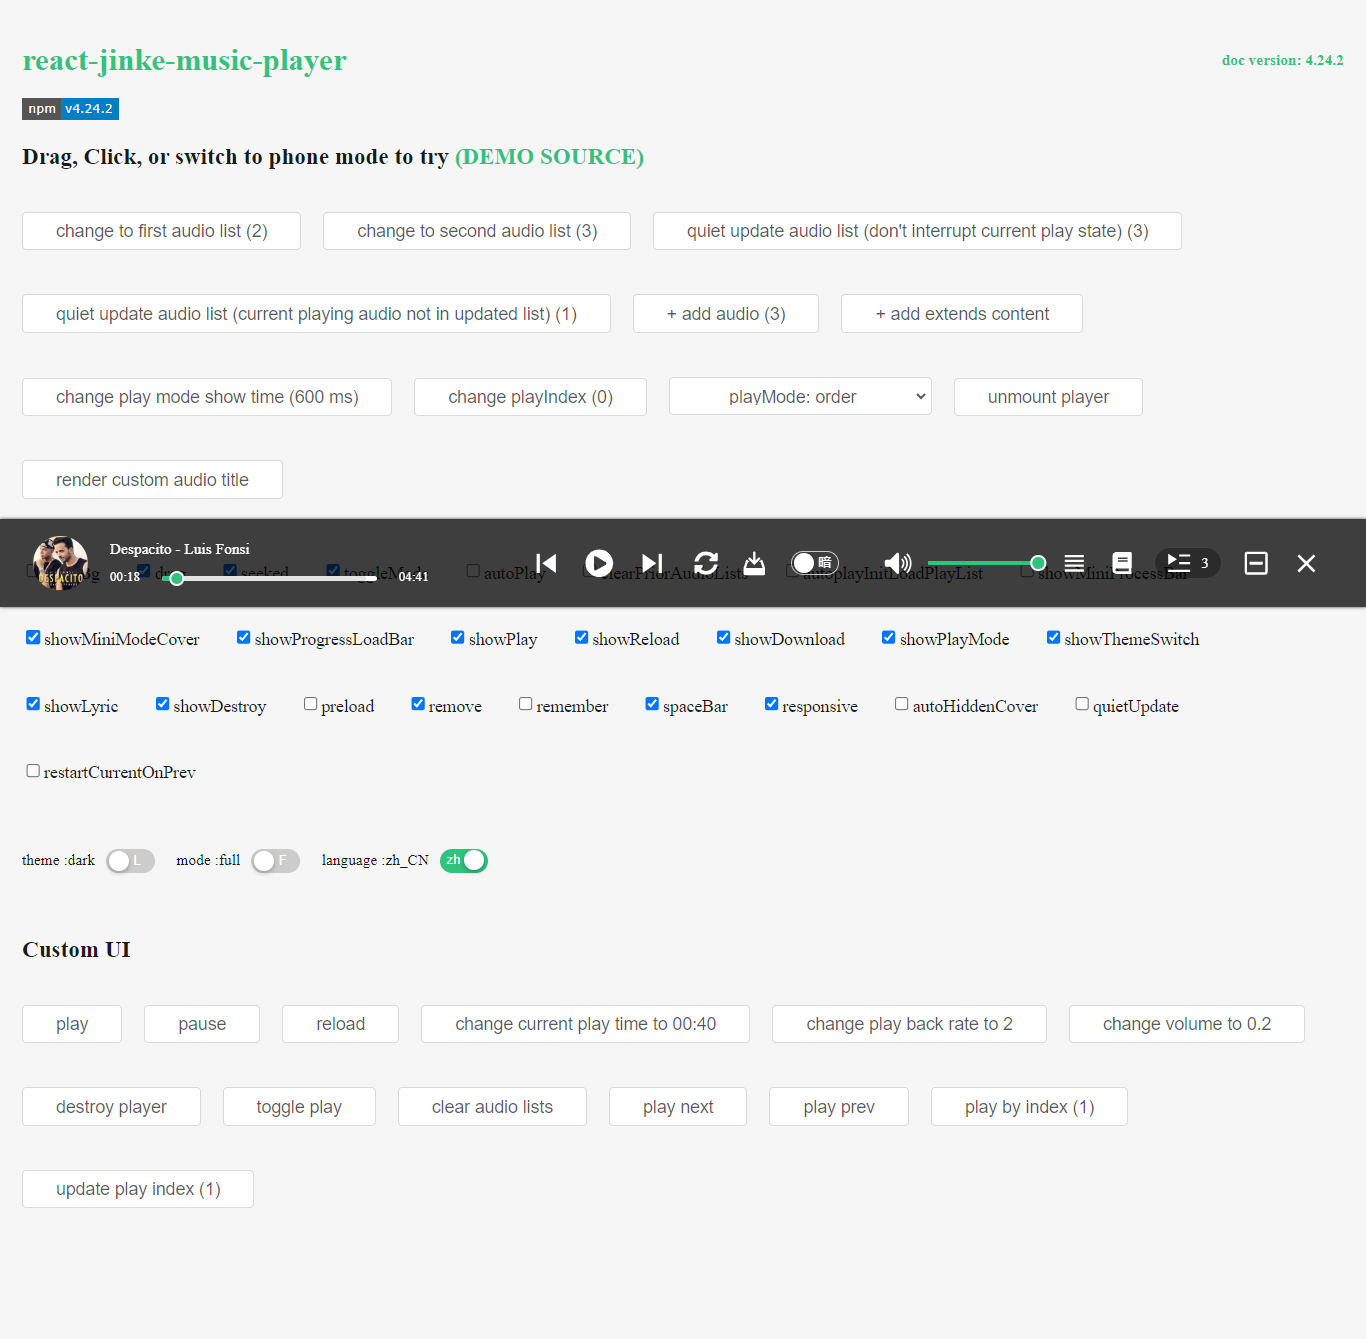 react-jinke-music-player
doc version: 4.24.2
npm v4.24.2
Drag, Click, or switch to phone mode to try (DEMO SOURCE)
change to first audio list (2)
change to second audio list (3)
quiet update audio list (don't interrupt current play state) (3)
quiet update audio list (current playing audio not in updated list) (1)
+ add audio (3)
+ add extends content
change play mode show time (600 ms)
change playIndex (0)
playMode: order
unmount player
render custom audio title
Despacito - Luis Fonsi
DESPACITO
00:18
04:41
seeked
autoPlay
clearPriorAudioLists
暗
autoplayInitLoadPlayList
showMiniProcessBar
3
showMiniModeCover
showProgressLoadBar
showPlay
showReload
showDownload
showPlayMode
showThemeSwitch
showLyric
showDestroy
preload
remove
remember
spaceBar
responsive
autoHiddenCover
quietUpdate
restartCurrentOnPrev
theme :dark
L
mode :full
F
language :zh_CN
zh
Custom UI
play
pause
reload
change current play time to 00:40
change play back rate to 2
change volume to 0.2
destroy player
toggle play
clear audio lists
play next
play prev
play by index (1)
update play index (1)